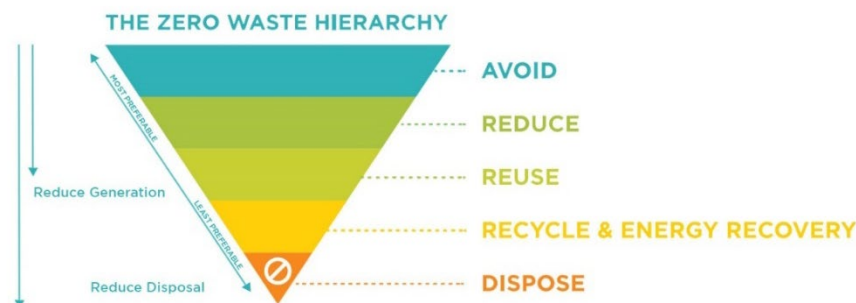 THE ZERO WASTE HIERARCHY
MOST PREFERABLE
AVOID
REDUCE
REUSE
Reduce Generation
LEAST PREFERABLE
RECYCLE & ENERGY RECOVERY
Reduce Disposal
DISPOSE